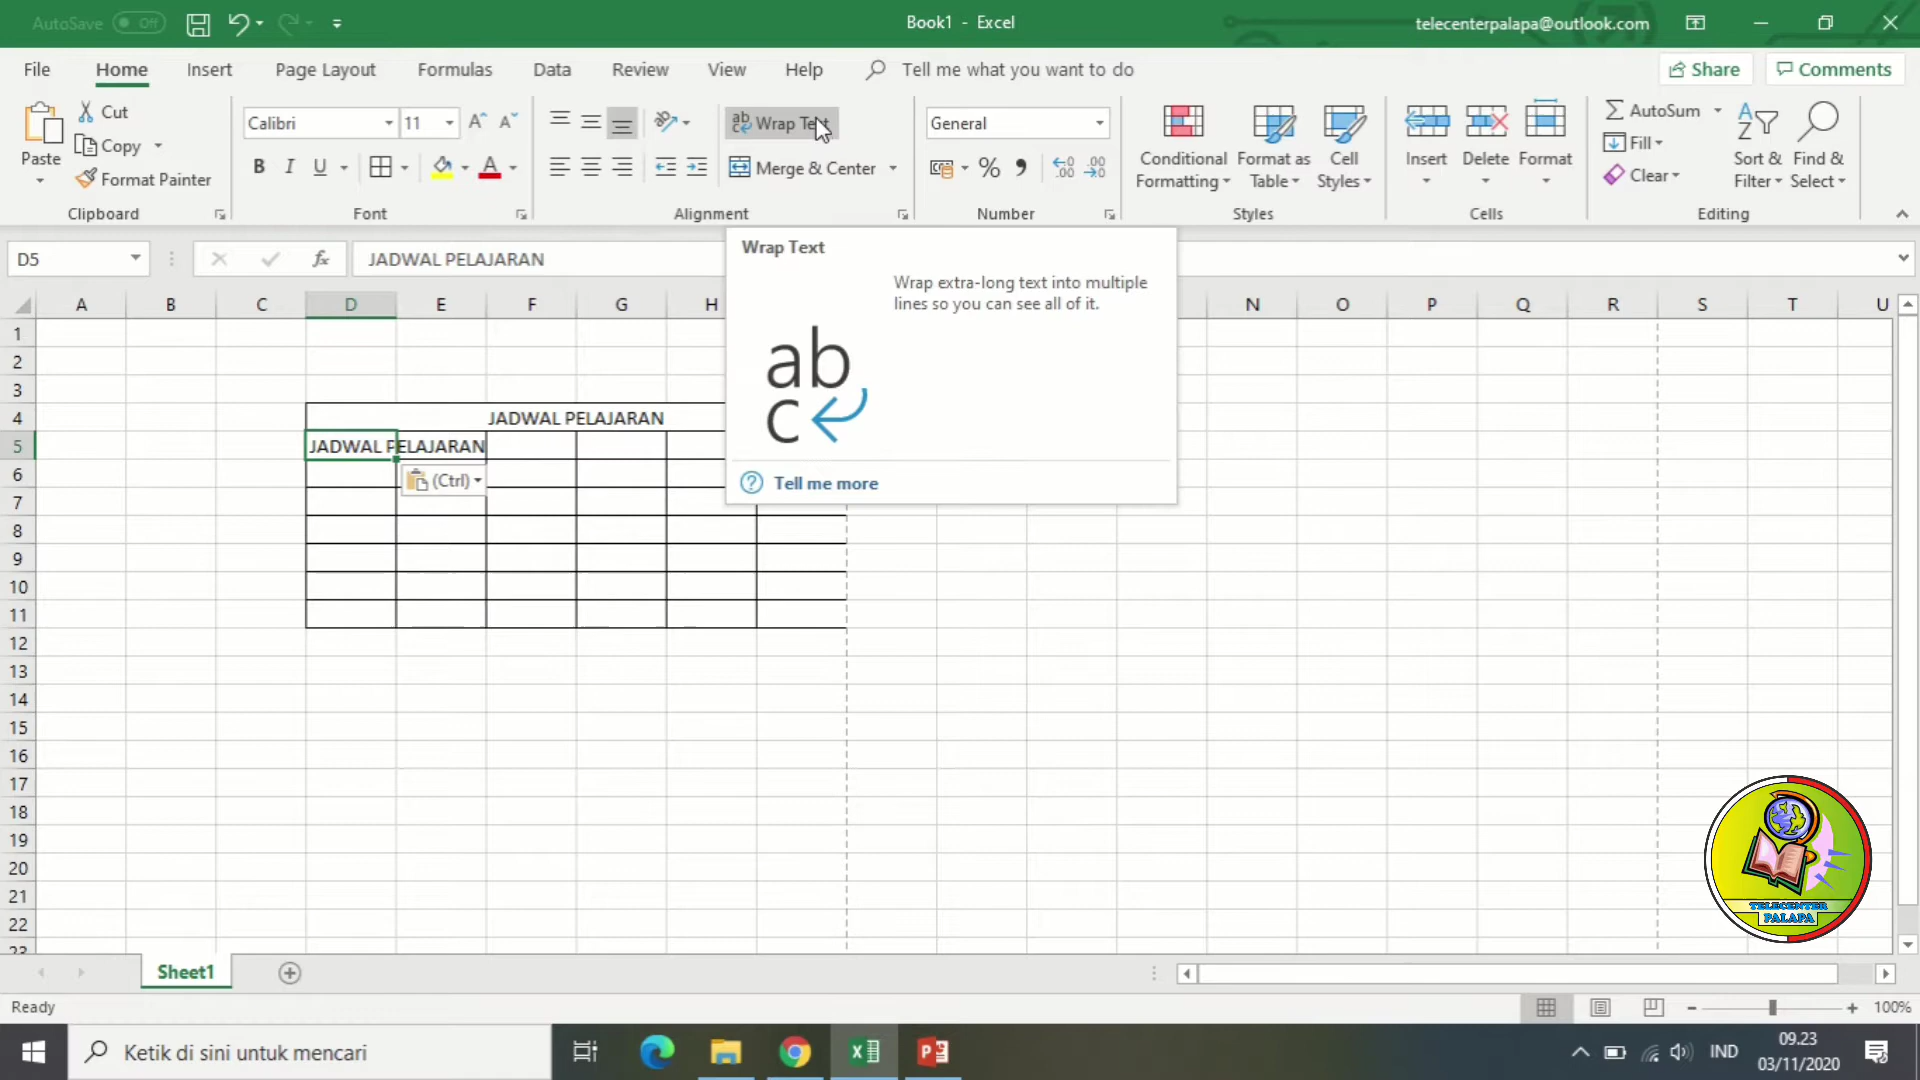 AutoSave Off
Book1 - Excel
telecenterpalapa@outlook.com
File Home Insert Page Layout Formulas Data Review View Help Tell me what you want to do
Share Comments
Paste
Cut
Copy
Format Painter
Clipboard
Calibri 11
B I U A
Font
ab c Wrap Text
Merge & Center
Alignment
General
% ,
Number
Conditional Formatting
Format as Table
Cell Styles
Styles
Insert Delete Format
Cells
AutoSum
Fill
Clear
Sort & Filter
Find & Select
Editing
D5 fx JADWAL PELAJARAN
Wrap Text
Wrap extra-long text into multiple
lines so you can see all of it.
ab
c
Tell me more
A B C D E F G H N O P Q R S T U
1
2
3
4 JADWAL PELAJARAN
5 JADWAL PELAJARAN
6 (Ctrl)
7
8
9
10
11
12
13
14
15
16
17
18
19
20
21
22
23
TELECENTER
PALAPA
Sheet1
Ready
100%
Ketik di sini untuk mencari
IND
09.23
03/11/2020